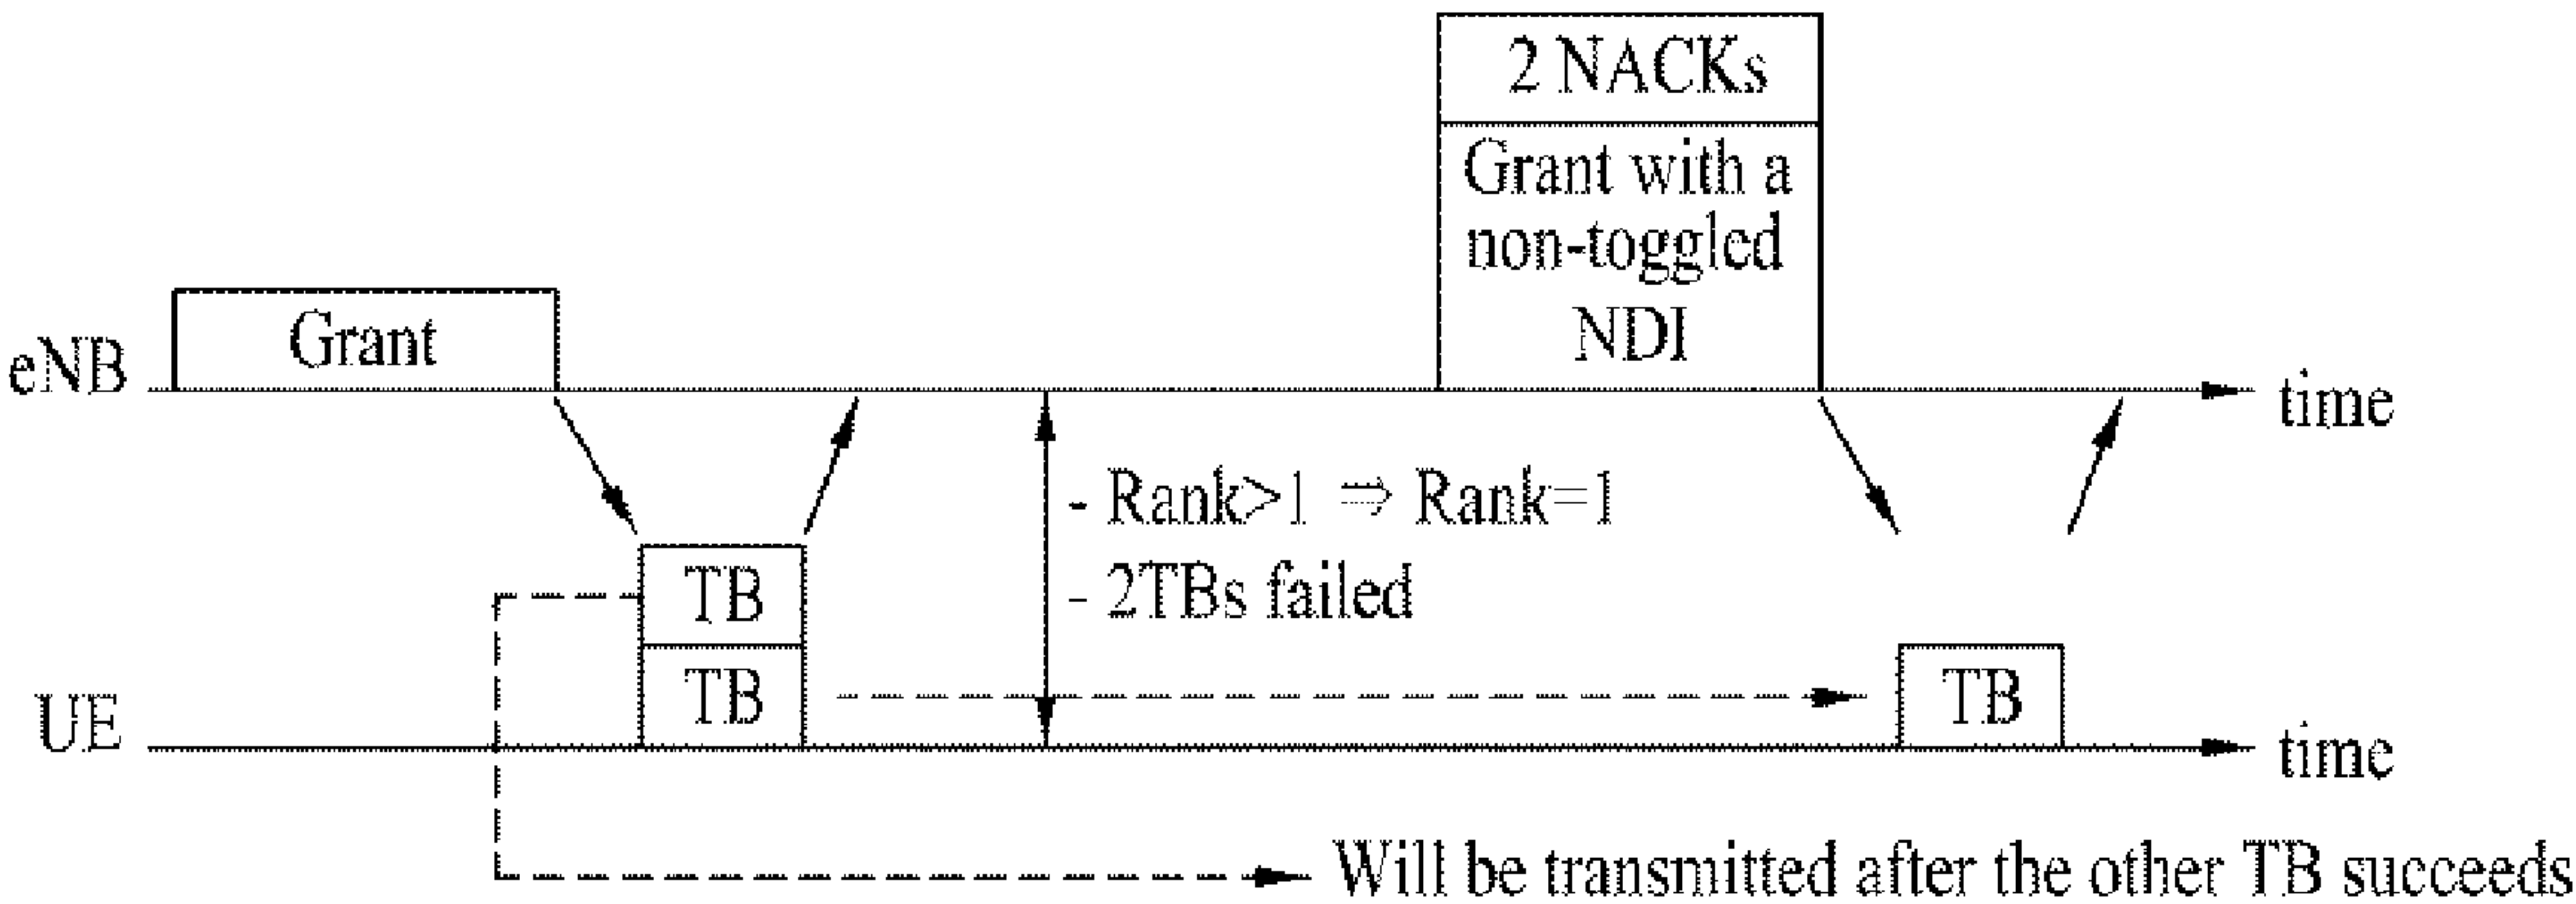 2 NACKs
Grant with a
non-toggled
NDI
Grant
eNB
time
- Rank>1 ⇒ Rank=1
- 2TBs failed
TB
TB
TB
UE
time
Will be transmitted after the other TB succeeds